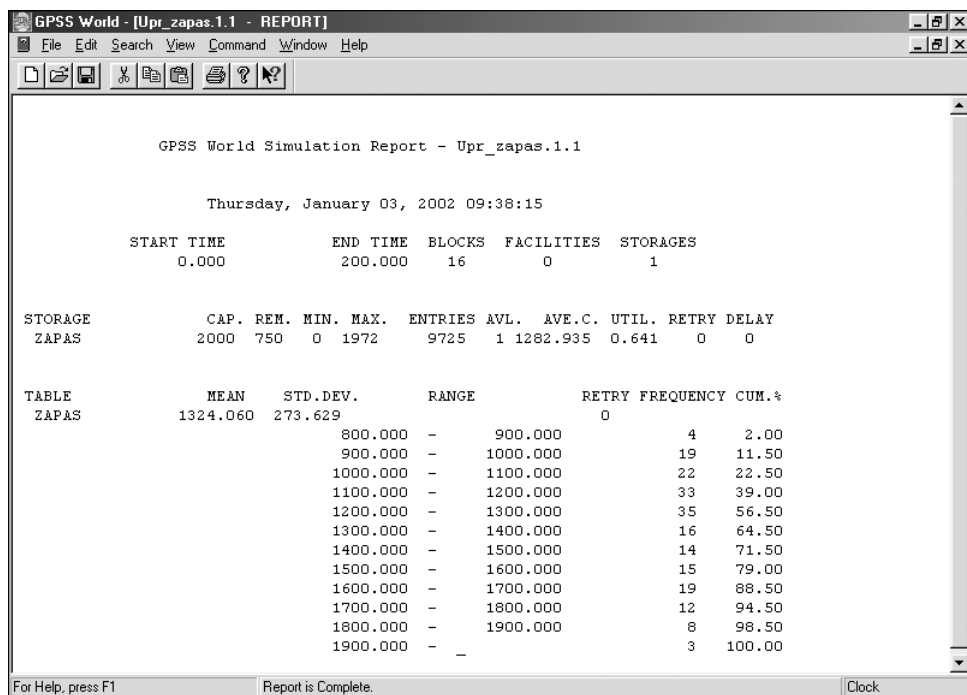 GPSS World - [Upr_zapas.1.1 - REPORT]
File Edit Search View Command Window Help
GPSS World Simulation Report - Upr_zapas.1.1
Thursday, January 03, 2002 09:38:15
START TIME END TIME BLOCKS FACILITIES STORAGES
0.000 200.000 16 0 1
STORAGE CAP. REM. MIN. MAX. ENTRIES AVL. AVE.C. UTIL. RETRY DELAY
ZAPAS 2000 750 0 1972 9725 1 1282.935 0.641 0 0
TABLE MEAN STD.DEV. RANGE RETRY FREQUENCY CUM.%
ZAPAS 1324.060 273.629 0
800.000 - 900.000 4 2.00
900.000 - 1000.000 19 11.50
1000.000 - 1100.000 22 22.50
1100.000 - 1200.000 33 39.00
1200.000 - 1300.000 35 56.50
1300.000 - 1400.000 16 64.50
1400.000 - 1500.000 14 71.50
1500.000 - 1600.000 15 79.00
1600.000 - 1700.000 19 88.50
1700.000 - 1800.000 12 94.50
1800.000 - 1900.000 8 98.50
1900.000 - _ 3 100.00
For Help, press F1 Report is Complete. Clock